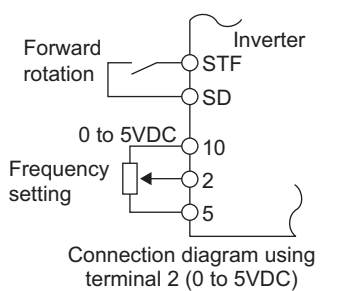 Inverter
Forward
rotation
STF
SD
0 to 5VDC
10
Frequency
setting
2
5
Connection diagram using
terminal 2 (0 to 5VDC)